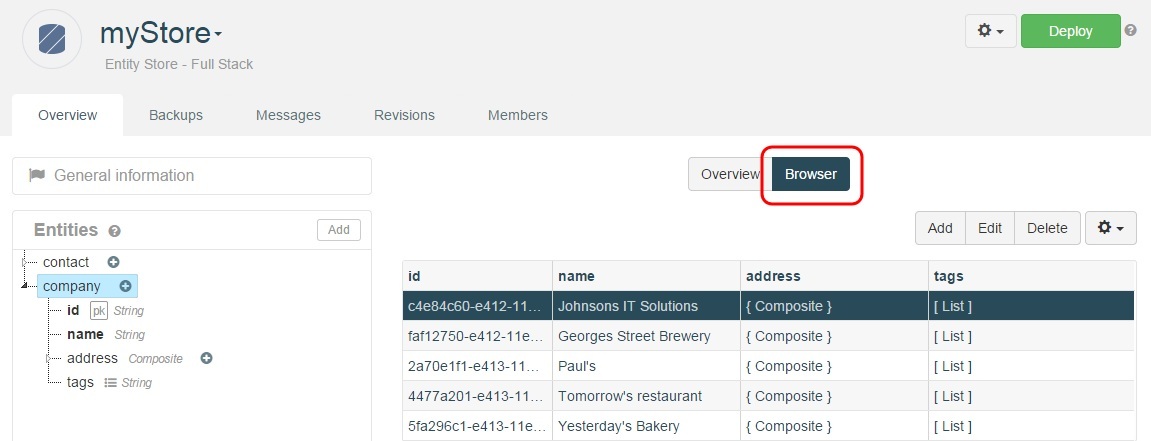 myStore
Entity Store - Full Stack
Deploy
Overview Backups Messages Revisions Members
General information
Overview Browser
Entities Add
Add Edit Delete
contact
company
id pk String
name String
address Composite
tags String
id name address tags
c4e84c60-e412-11... Johnsons IT Solutions { Composite } [ List ]
faf12750-e412-11e... Georges Street Brewery { Composite } [ List ]
2a70e1f1-e413-11... Paul's { Composite } [ List ]
4477a201-e413-11... Tomorrow's restaurant { Composite } [ List ]
5fa296c1-e413-11e... Yesterday's Bakery { Composite } [ List ]